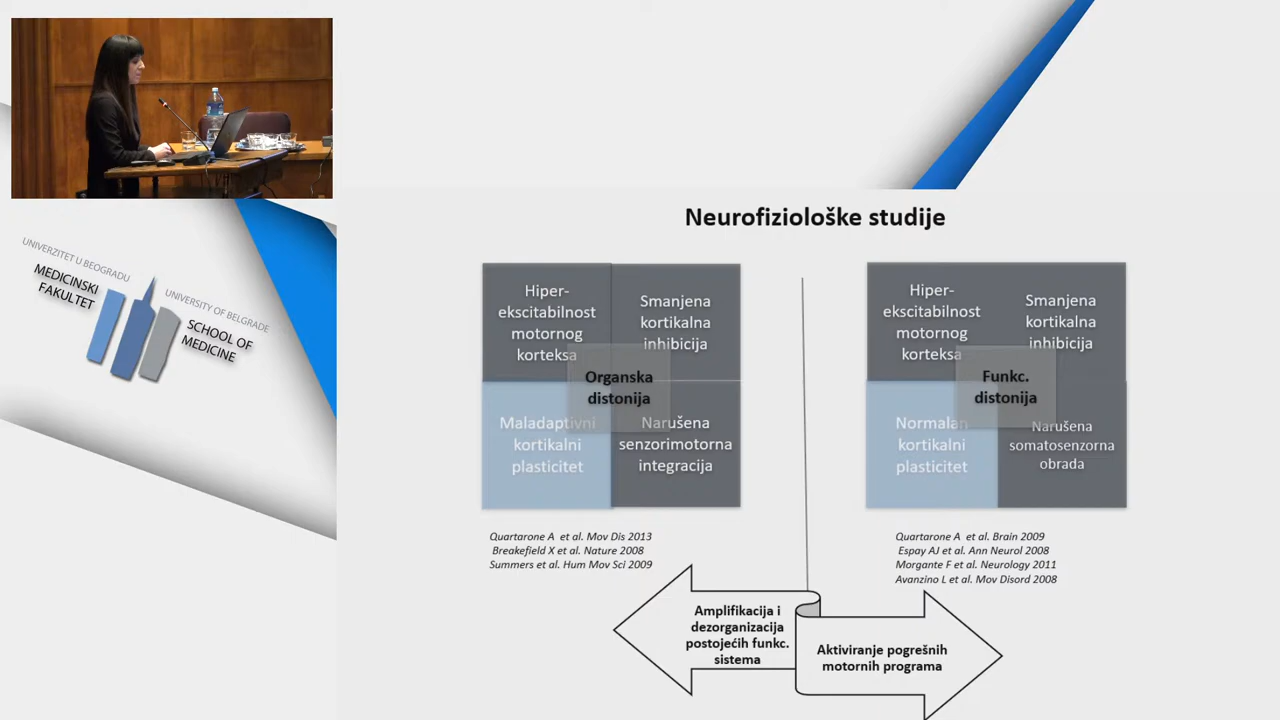 UNIVERZITET U BEOGRADU
MEDICINSKI
FAKULTET
UNIVERSITY OF BELGRADE
SCHOOL OF
MEDICINE
Neurofiziološke studije
Hiper-
ekscitabilnost
motornog
korteksa
Smanjena
kortikalna
inhibicija
Organska
distonija
Maladaptivni
kortikalni
plasticitet
Narušena
senzorimotorna
integracija
Quartarone A et al. Mov Dis 2013
Breakefield X et al. Nature 2008
Summers et al. Hum Mov Sci 2009
Hiper-
ekscitabilnost
motornog
korteksa
Smanjena
kortikalna
inhibicija
Funkc.
distonija
Normalan
kortikalni
plasticitet
Narušena
somatosenzorna
obrada
Quartarone A et al. Brain 2009
Espay AJ et al. Ann Neurol 2008
Morgante F et al. Neurology 2011
Avanzino L et al. Mov Disord 2008
Amplifikacija i
dezorganizacija
postojećih funkc.
sistema
Aktiviranje pogrešnih
motornih programa